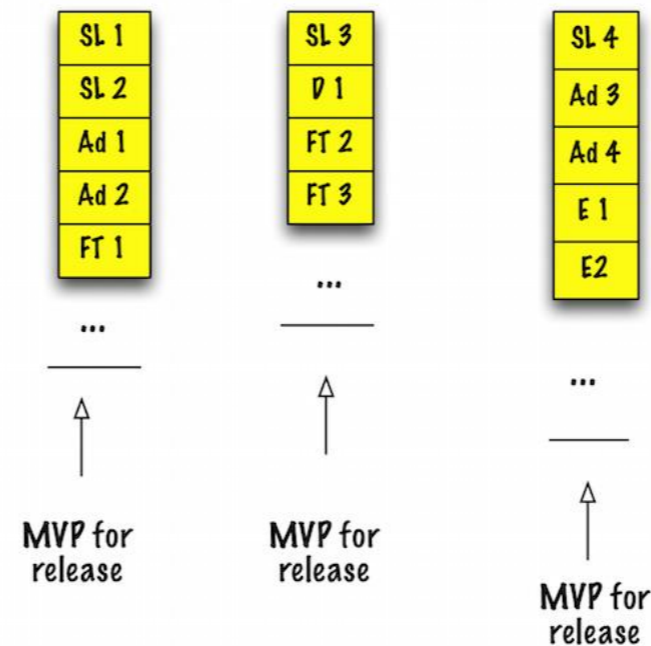 SL 1
SL 2
Ad 1
Ad 2
FT 1
...
MVP for
release
SL 3
D 1
FT 2
FT 3
...
MVP for
release
SL 4
Ad 3
Ad 4
E 1
E2
...
MVP for
release